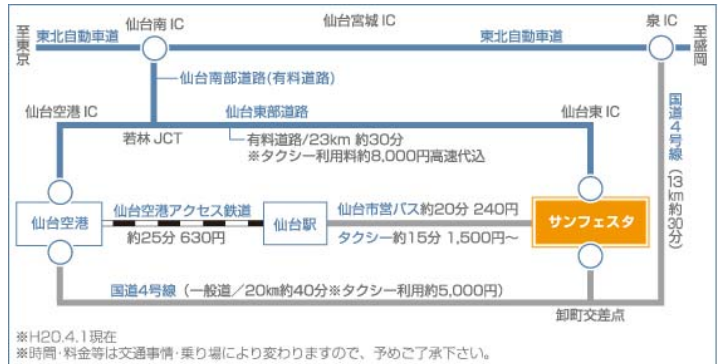 仙台南IC
仙台宮城IC
泉IC
至東京
東北自動車道
東北自動車道
至盛岡
仙台南部道路(有料道路)
仙台空港IC
仙台東部道路
仙台東IC
若林JCT
有料道路/23km 約30分
※タクシー利用料約8,000円高速代込
国道4号線(13km約30分)
仙台空港
仙台空港アクセス鉄道
約25分 630円
仙台駅
仙台市営バス約20分 240円
タクシー約15分 1,500円〜
サンフェスタ
国道4号線(一般道/20km約40分※タクシー利用約5,000円)
卸町交差点
※H20.4.1現在
※時間・料金等は交通事情・乗り場により変わりますので、予めご了承下さい。